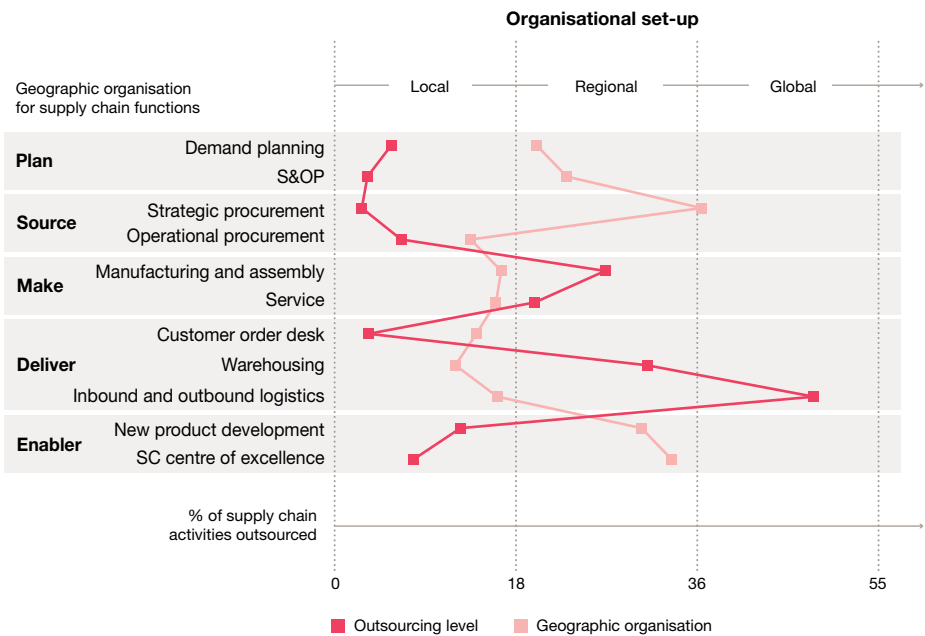 Organisational set-up
Geographic organisation
for supply chain functions
Local
Regional
Global
Plan
Demand planning
S&OP
Source
Strategic procurement
Operational procurement
Make
Manufacturing and assembly
Service
Deliver
Customer order desk
Warehousing
Inbound and outbound logistics
Enabler
New product development
SC centre of excellence
% of supply chain
activities outsourced
0
18
36
55
Outsourcing level
Geographic organisation